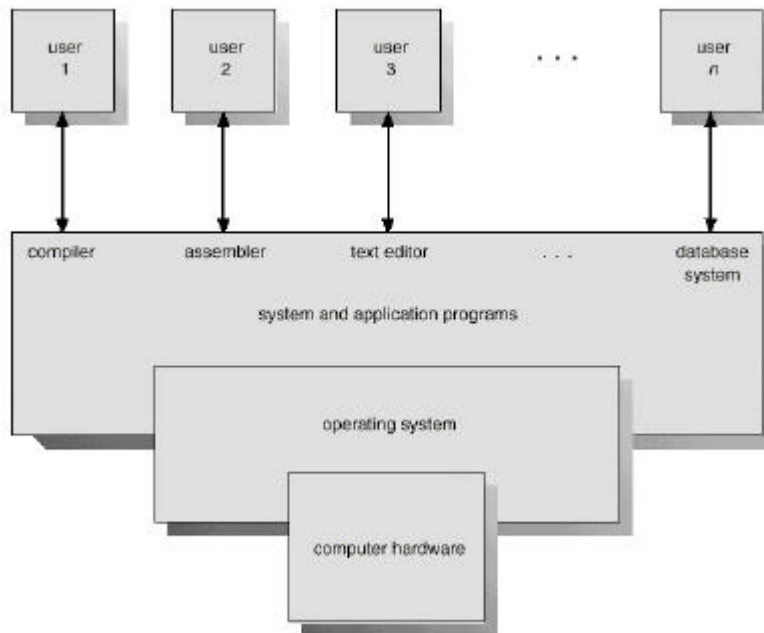 user
1
user
2
user
3
. . .
user
n
compiler
assembler
text editor
. . .
database
system
system and application programs
operating system
computer hardware